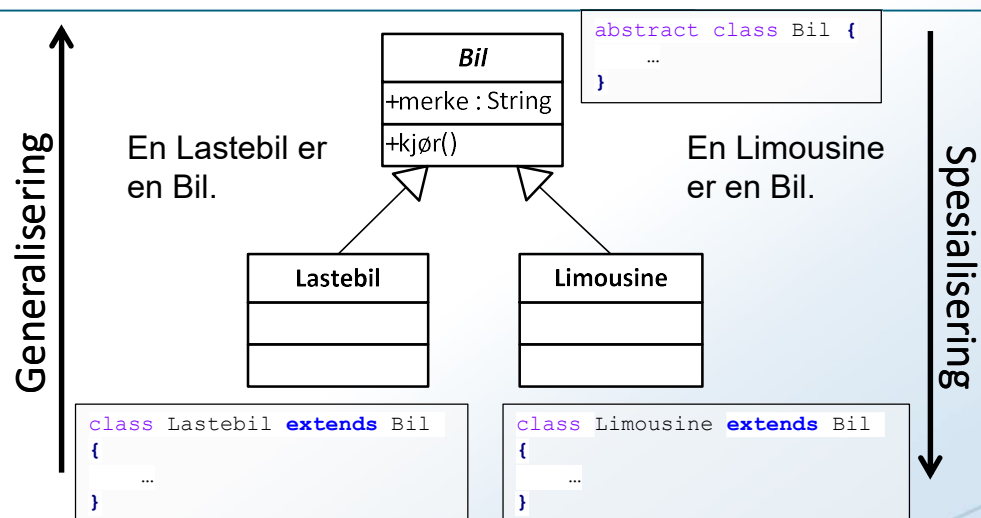 abstract class Bil {
…
}
Bil
+merke : String
+kjør()
Generalisering
En Lastebil er
en Bil.
En Limousine
er en Bil.
Spesialisering
Lastebil
Limousine
class Lastebil extends Bil
{
…
}
class Limousine extends Bil
{
…
}